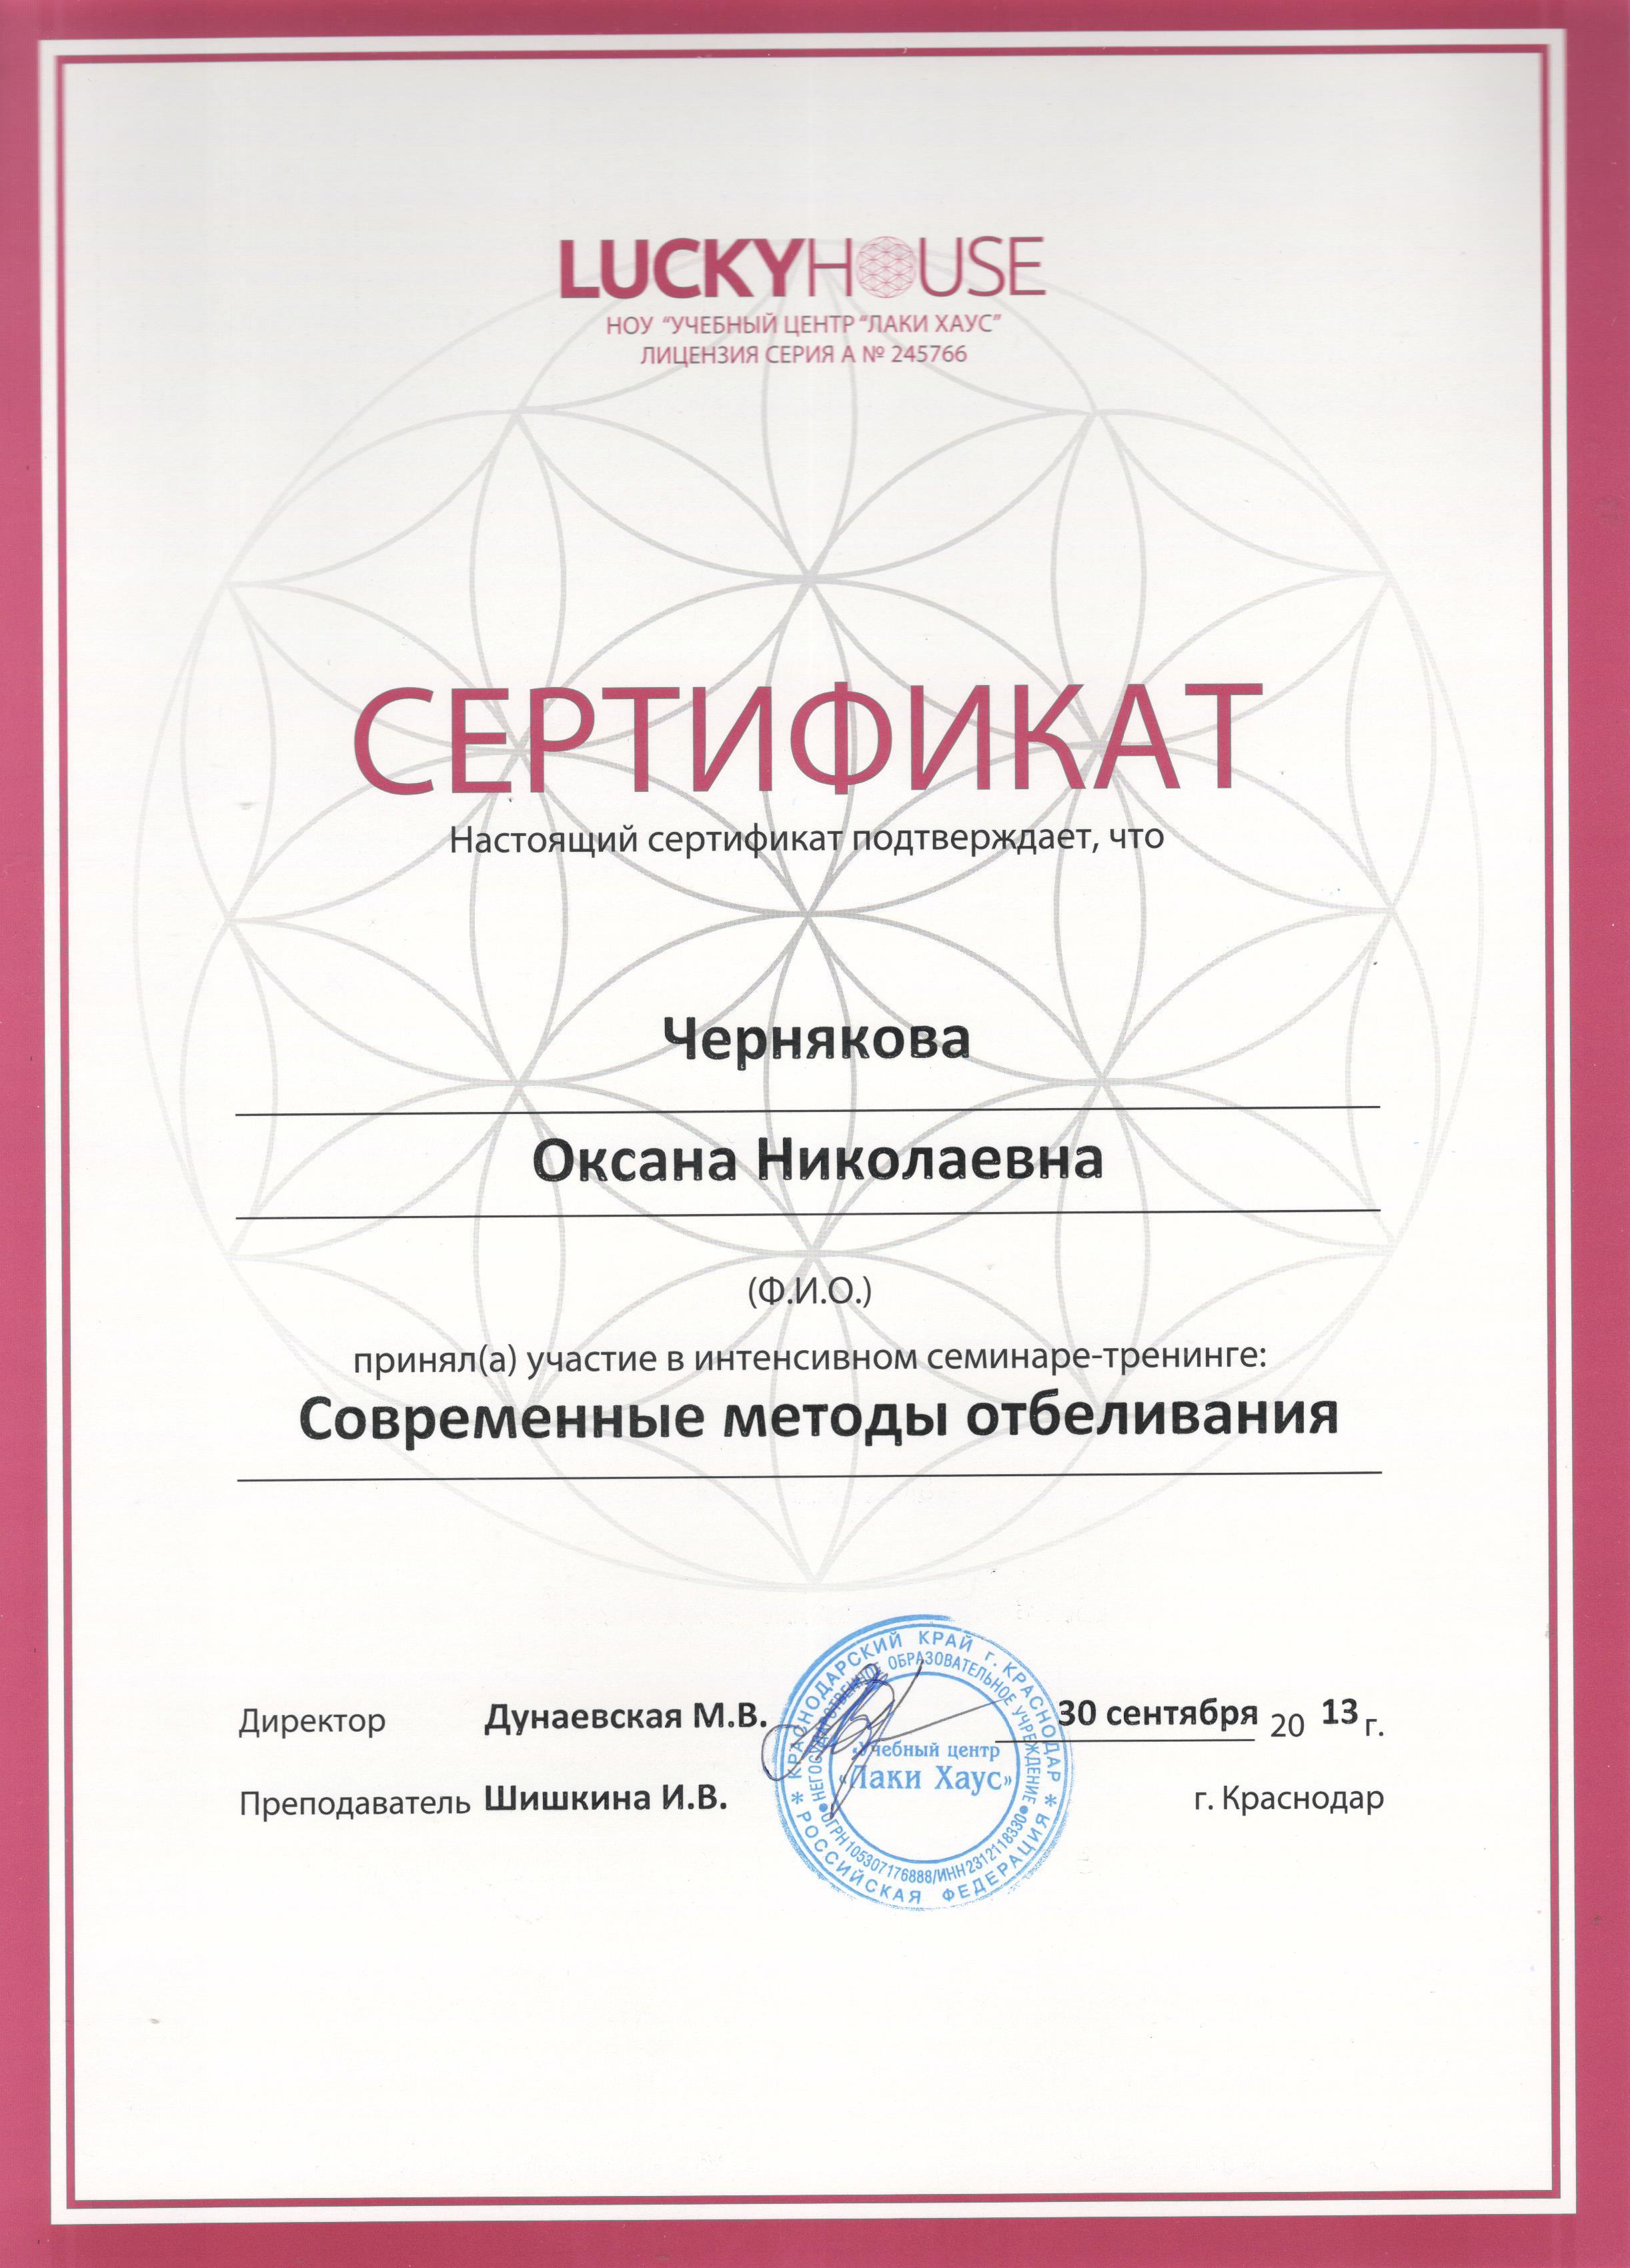 LUCKYHOUSE
НОУ “УЧЕБНЫЙ ЦЕНТР “ЛАКИ ХАУС”
ЛИЦЕНЗИЯ СЕРИЯ А № 245766
СЕРТИФИКАТ
Настоящий сертификат подтверждает, что
Чернякова
Оксана Николаевна
(Ф.И.О.)
принял(а) участие в интенсивном семинаре-тренинге:
Современные методы отбеливания
Директор Дунаевская М.В. 30 сентября 20 13 г.
Преподаватель Шишкина И.В. г. Краснодар
КРАСНОДАРСКИЙ КРАЙ г. КРАСНОДАР
* РОССИЙСКАЯ ФЕДЕРАЦИЯ *
НЕГОСУДАРСТВЕННОЕ ОБРАЗОВАТЕЛЬНОЕ УЧРЕЖДЕНИЕ
•ОГРН105307176888/ИНН2312118330•
Учебный центр
«Лаки Хаус»